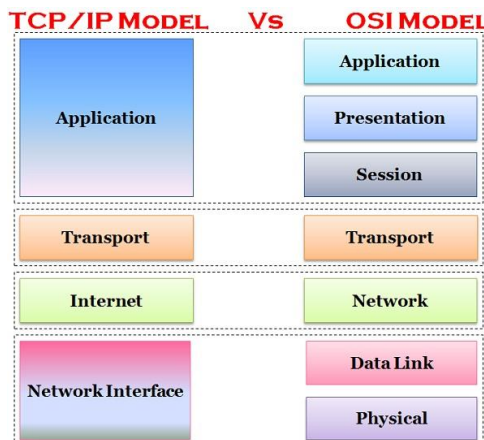 TCP/IP MODEL Vs OSI MODEL
Application
Application
Presentation
Session
Transport
Transport
Internet
Network
Network Interface
Data Link
Physical